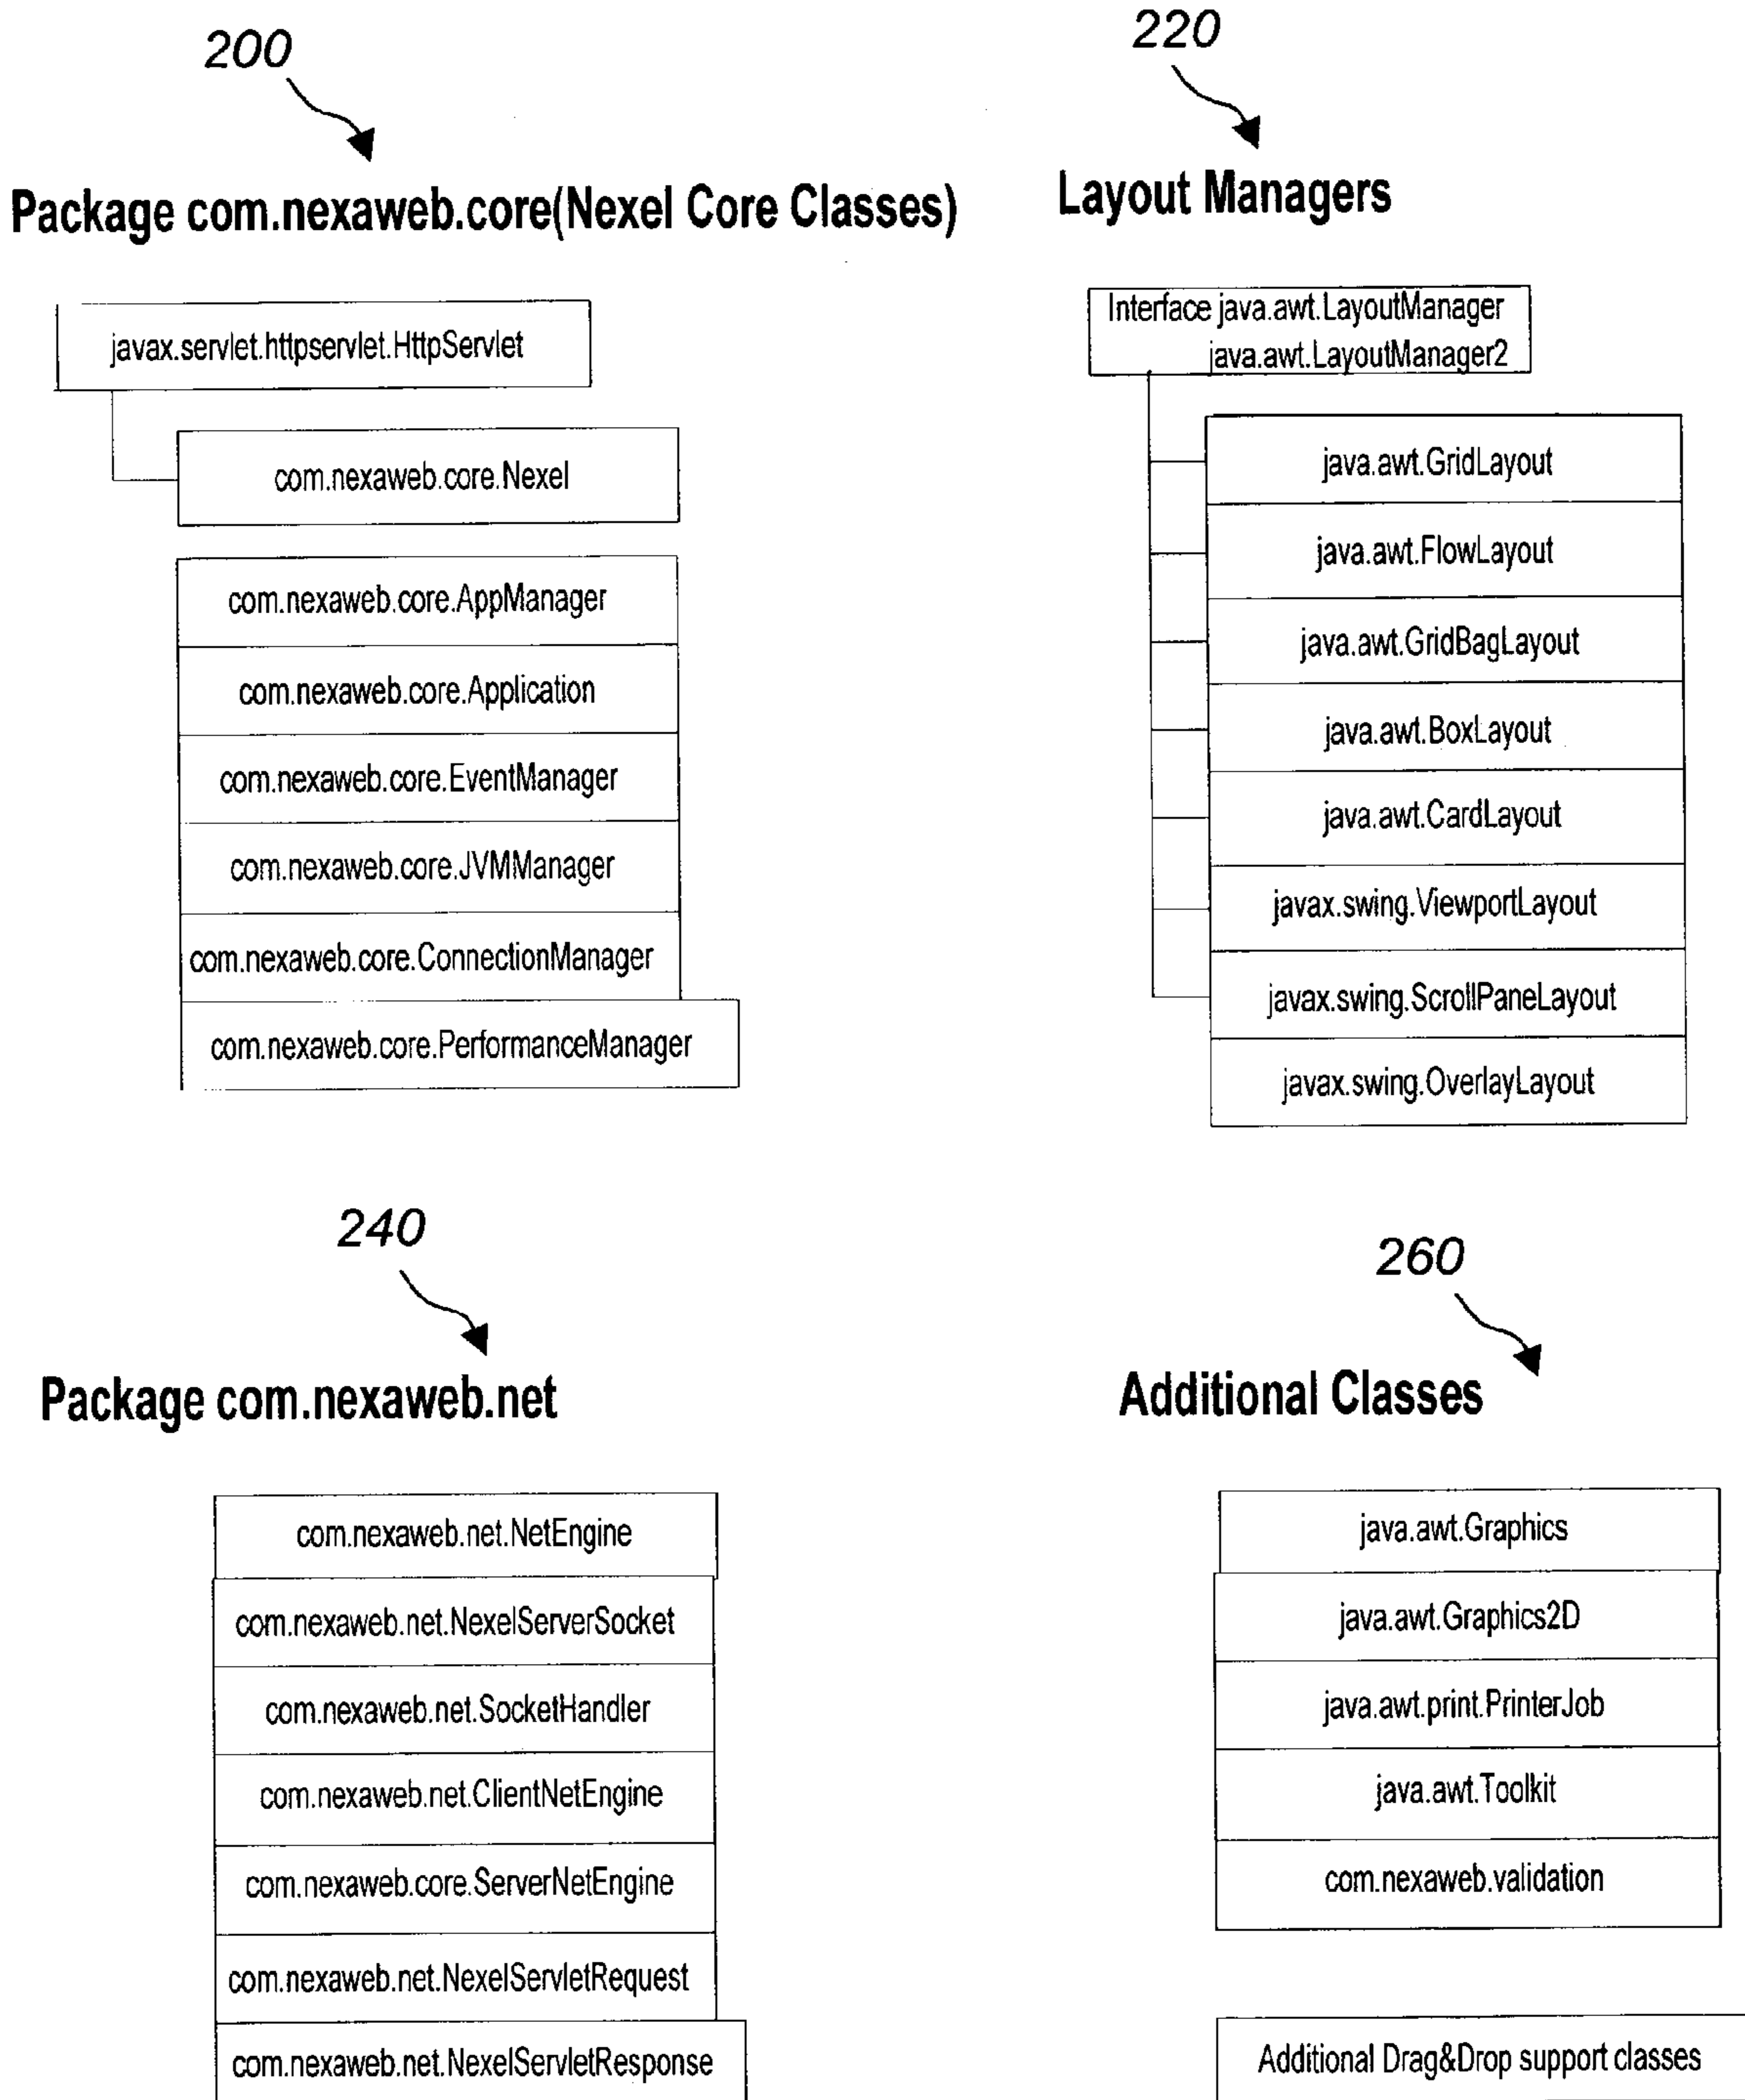 200
Package com.nexaweb.core(Nexel Core Classes)
javax.servlet.httpservlet.HttpServlet
com.nexaweb.core.Nexel
com.nexaweb.core.AppManager
com.nexaweb.core.Application
com.nexaweb.core.EventManager
com.nexaweb.core.JVMManager
com.nexaweb.core.ConnectionManager
com.nexaweb.core.PerformanceManager
220
Layout Managers
Interface java.awt.LayoutManager
java.awt.LayoutManager2
java.awt.GridLayout
java.awt.FlowLayout
java.awt.GridBagLayout
java.awt.BoxLayout
java.awt.CardLayout
javax.swing.ViewportLayout
javax.swing.ScrollPaneLayout
javax.swing.OverlayLayout
240
Package com.nexaweb.net
com.nexaweb.net.NetEngine
com.nexaweb.net.NexelServerSocket
com.nexaweb.net.SocketHandler
com.nexaweb.net.ClientNetEngine
com.nexaweb.core.ServerNetEngine
com.nexaweb.net.NexelServletRequest
com.nexaweb.net.NexelServletResponse
260
Additional Classes
java.awt.Graphics
java.awt.Graphics2D
java.awt.print.PrinterJob
java.awt.Toolkit
com.nexaweb.validation
Additional Drag&Drop support classes